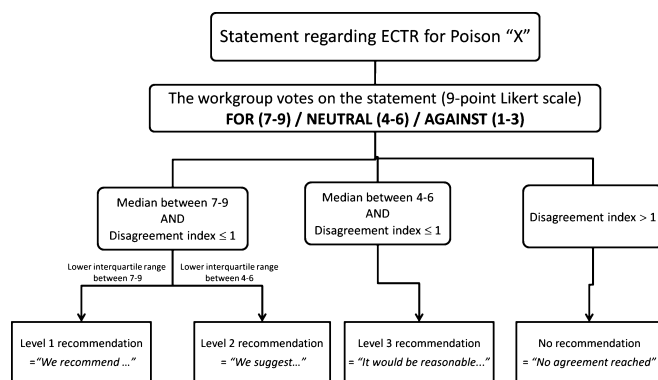 Statement regarding ECTR for Poison “X”
The workgroup votes on the statement (9-point Likert scale)
FOR (7-9) / NEUTRAL (4-6) / AGAINST (1-3)
Median between 7-9
AND
Disagreement index ≤ 1
Median between 4-6
AND
Disagreement index ≤ 1
Disagreement index > 1
Lower interquartile range
between 7-9
Lower interquartile range
between 4-6
Level 1 recommendation
=“We recommend …”
Level 2 recommendation
= “We suggest…”
Level 3 recommendation
= “It would be reasonable...”
No recommendation
= “No agreement reached”